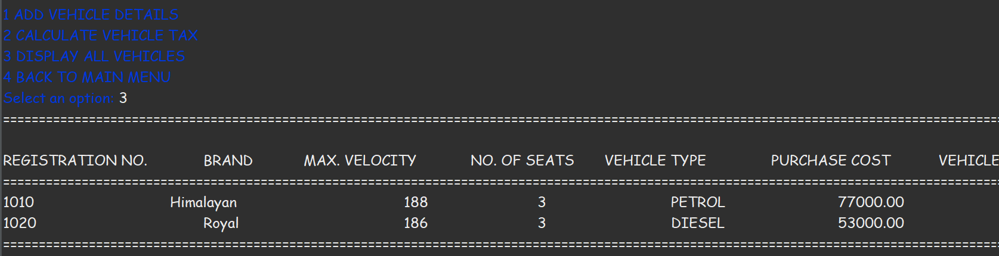 1 ADD VEHICLE DETAILS
2 CALCULATE VEHICLE TAX
3 DISPLAY ALL VEHICLES
4 BACK TO MAIN MENU
Select an option: 3
===========================================================================================================================================
REGISTRATION NO. BRAND MAX. VELOCITY NO. OF SEATS VEHICLE TYPE PURCHASE COST VEHICLE
===========================================================================================================================================
1010 Himalayan 188 3 PETROL 77000.00
1020 Royal 186 3 DIESEL 53000.00
===========================================================================================================================================